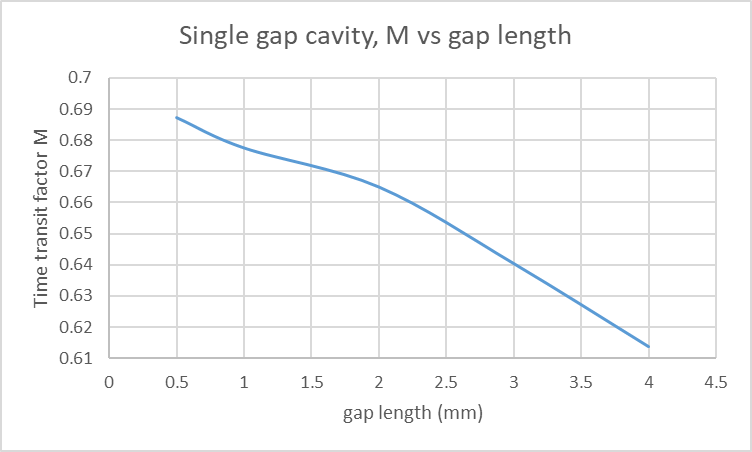 Single gap cavity, M vs gap length
Time transit factor M
0.7
0.69
0.68
0.67
0.66
0.65
0.64
0.63
0.62
0.61
0 0.5 1 1.5 2 2.5 3 3.5 4 4.5
gap length (mm)